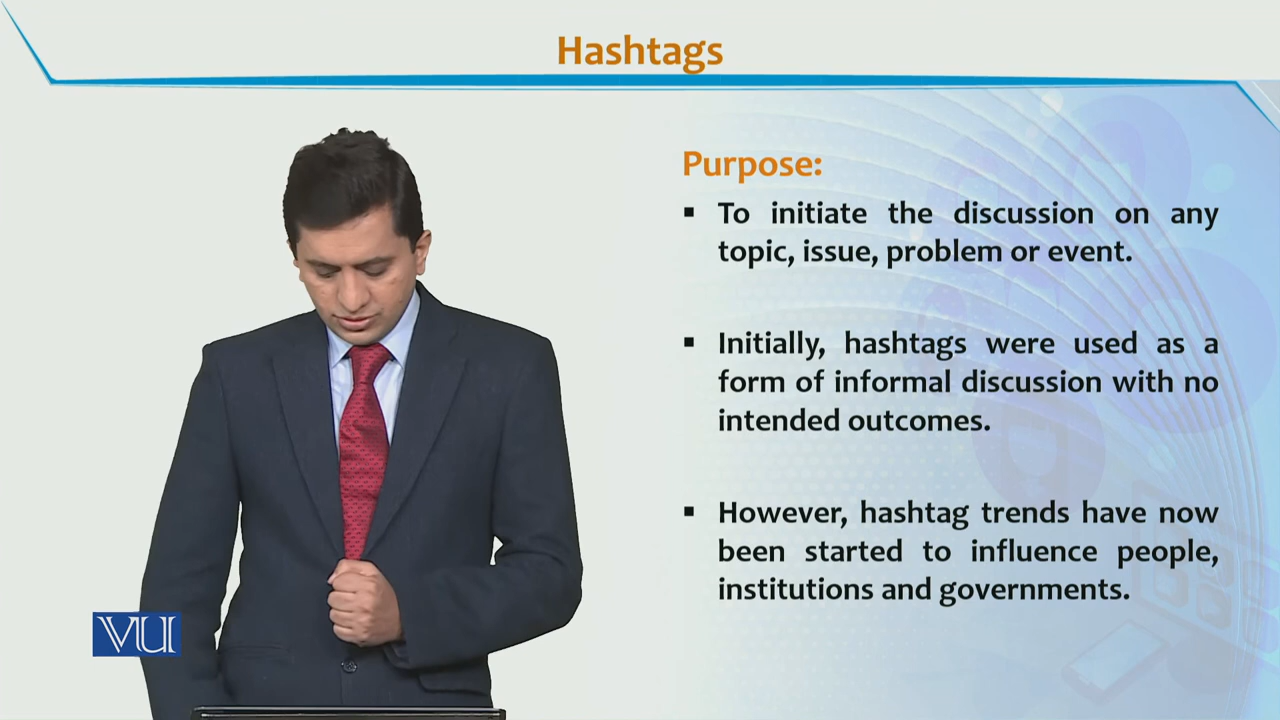 Hashtags
Purpose:
▪ To initiate the discussion on any
topic, issue, problem or event.
▪ Initially, hashtags were used as a
form of informal discussion with no
intended outcomes.
▪ However, hashtag trends have now
been started to influence people,
institutions and governments.
VU